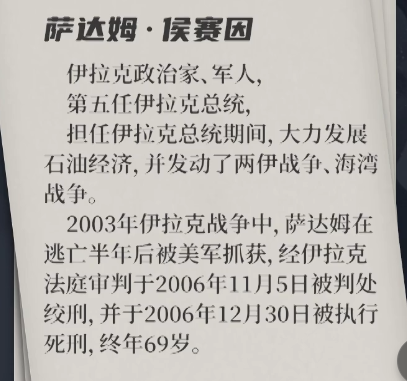 萨达姆·侯赛因
伊拉克政治家、军人,
第五任伊拉克总统,
担任伊拉克总统期间, 大力发展
石油经济, 并发动了两伊战争、海湾
战争。
2003年伊拉克战争中, 萨达姆在
逃亡半年后被美军抓获, 经伊拉克
法庭审判于2006年11月5日被判处
绞刑, 并于2006年12月30日被执行
死刑, 终年69岁。